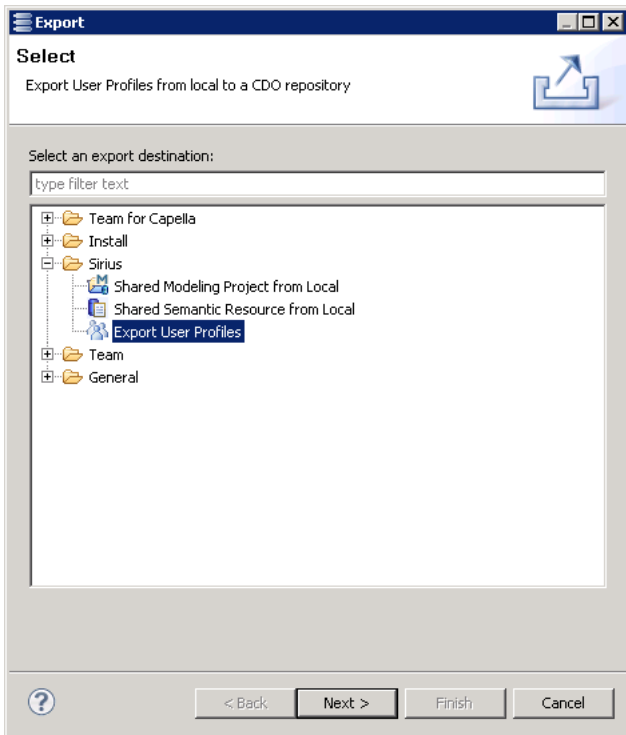 Export
Select
Export User Profiles from local to a CDO repository
Select an export destination:
type filter text
Team for Capella
Install
Sirius
Shared Modeling Project from Local
Shared Semantic Resource from Local
Export User Profiles
Team
General
? < Back Next > Finish Cancel